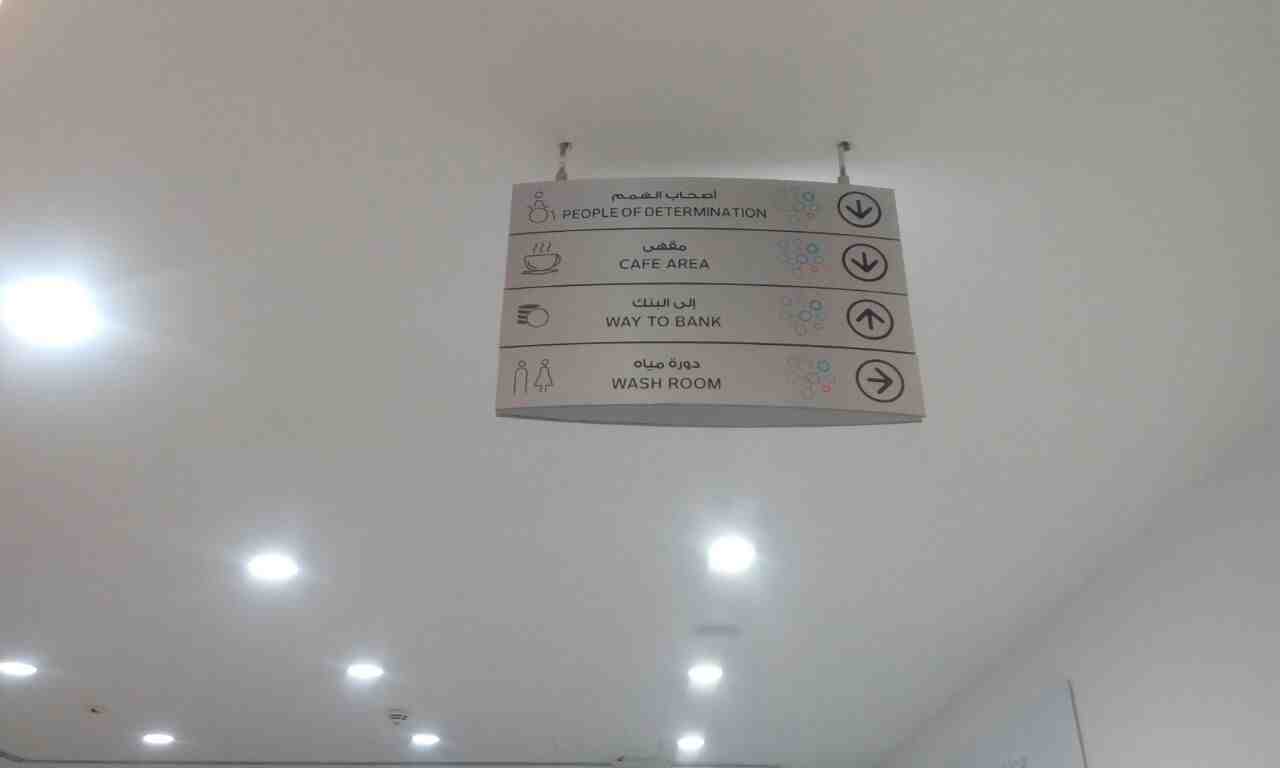 أصحاب الهمم
PEOPLE OF DETERMINATION
مقهى
CAFE AREA
إلى البنك
WAY TO BANK
دورة مياه
WASH ROOM